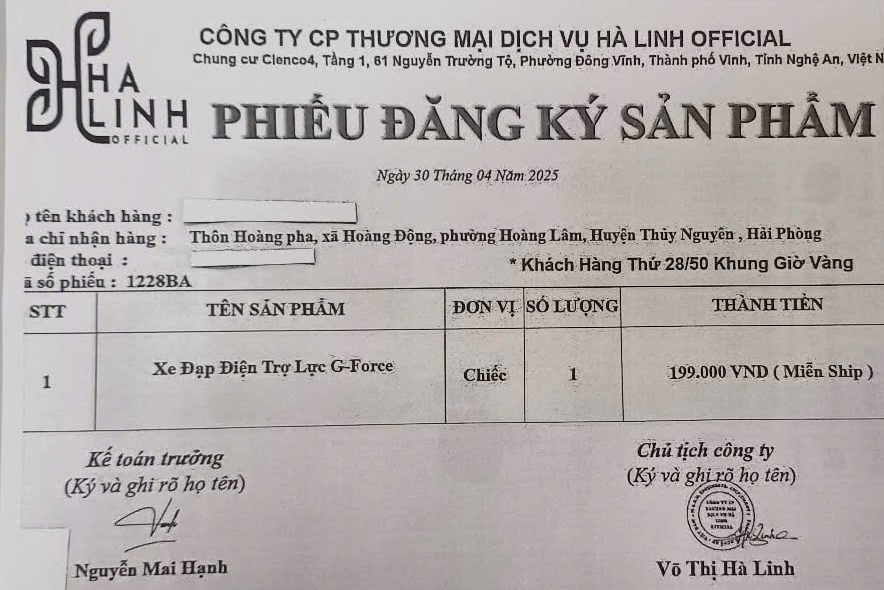 HA
LINH
OFFICIAL
CÔNG TY CP THƯƠNG MẠI DỊCH VỤ HÀ LINH OFFICIAL
Chung cư Cienco4, Tầng 1, 61 Nguyễn Trường Tộ, Phường Đông Vĩnh, Thành phố Vinh, Tỉnh Nghệ An, Việt N
PHIẾU ĐĂNG KÝ SẢN PHẨM
Ngày 30 Tháng 04 Năm 2025
tên khách hàng :
a chỉ nhận hàng : Thôn Hoàng pha, xã Hoàng Động, phường Hoàng Lâm, Huyện Thủy Nguyên , Hải Phòng
điện thoại :
* Khách Hàng Thứ 28/50 Khung Giờ Vàng
ã số phiếu : 1228BA
STT TÊN SẢN PHẨM ĐƠN VỊ SỐ LƯỢNG THÀNH TIỀN
1 Xe Đạp Điện Trợ Lực G-Force Chiếc 1 199.000 VND ( Miễn Ship )
Kế toán trưởng Chủ tịch công ty
(Ký và ghi rõ họ tên) (Ký và ghi rõ họ tên)
Nguyễn Mai Hạnh Võ Thị Hà Linh